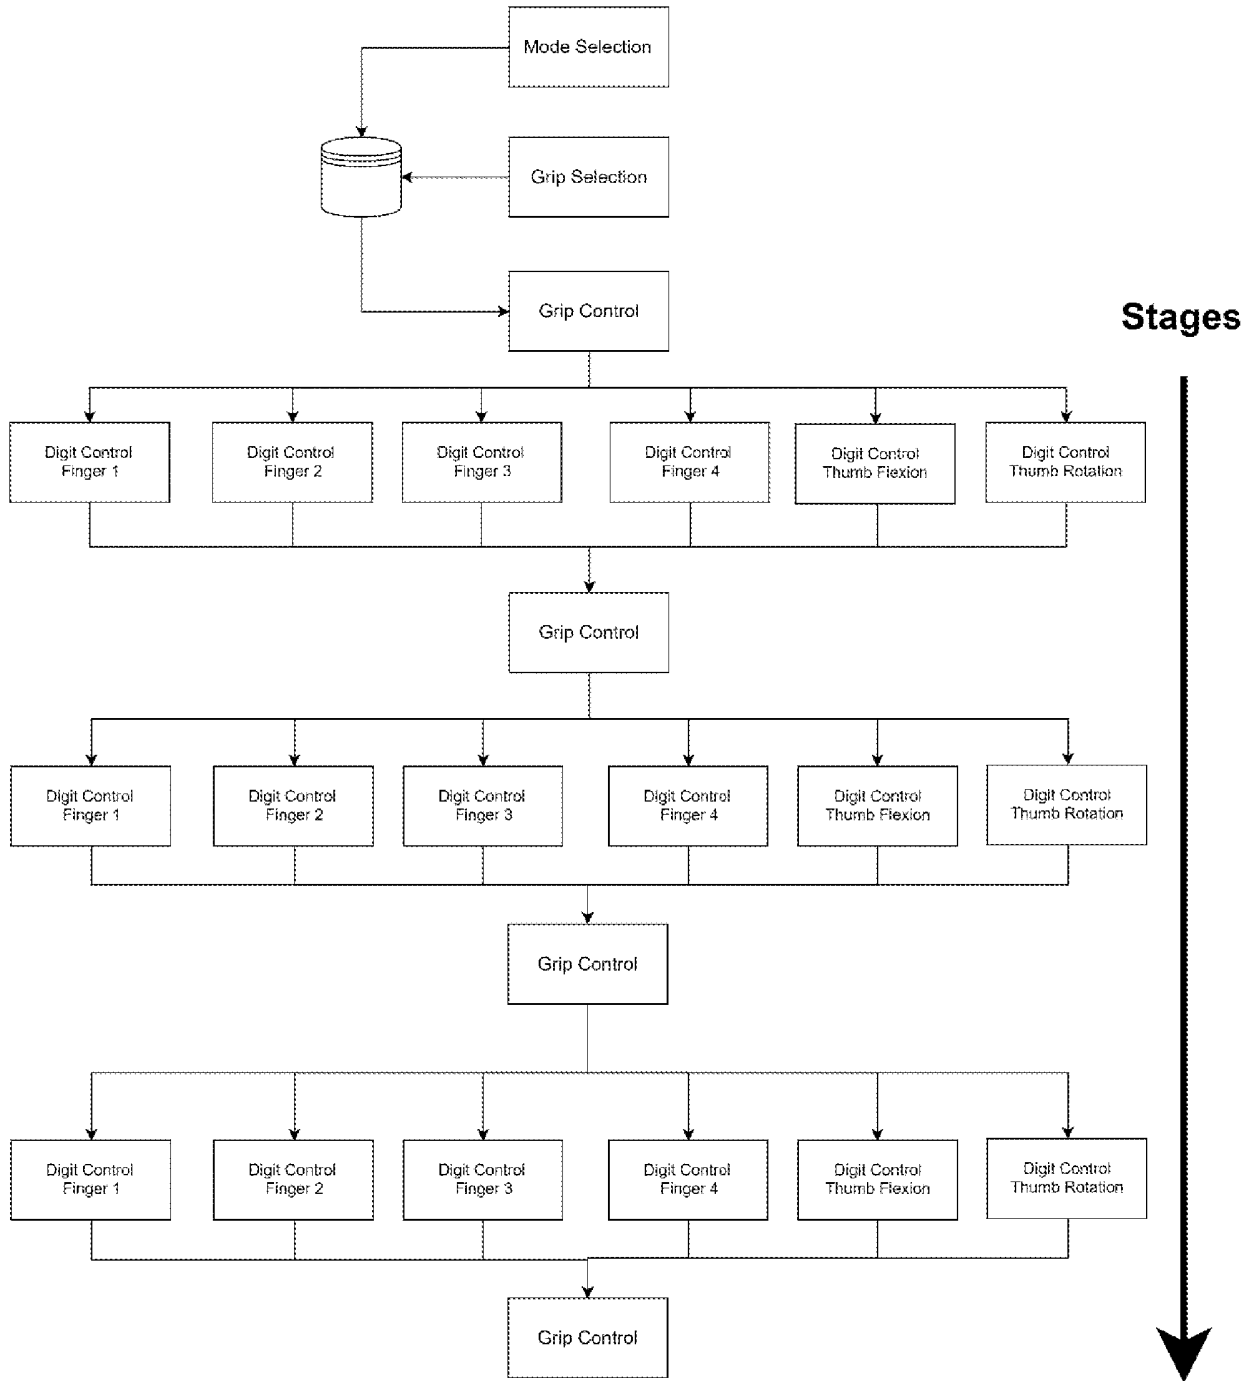 Mode Selection
Grip Selection
Grip Control
Stages
Digit Control
Finger 1
Digit Control
Finger 2
Digit Control
Finger 3
Digit Control
Finger 4
Digit Control
Thumb Flexion
Digit Control
Thumb Rotation
Grip Control
Digit Control
Finger 1
Digit Control
Finger 2
Digit Control
Finger 3
Digit Control
Finger 4
Digit Control
Thumb Flexion
Digit Control
Thumb Rotation
Grip Control
Digit Control
Finger 1
Digit Control
Finger 2
Digit Control
Finger 3
Digit Control
Finger 4
Digit Control
Thumb Flexion
Digit Control
Thumb Rotation
Grip Control